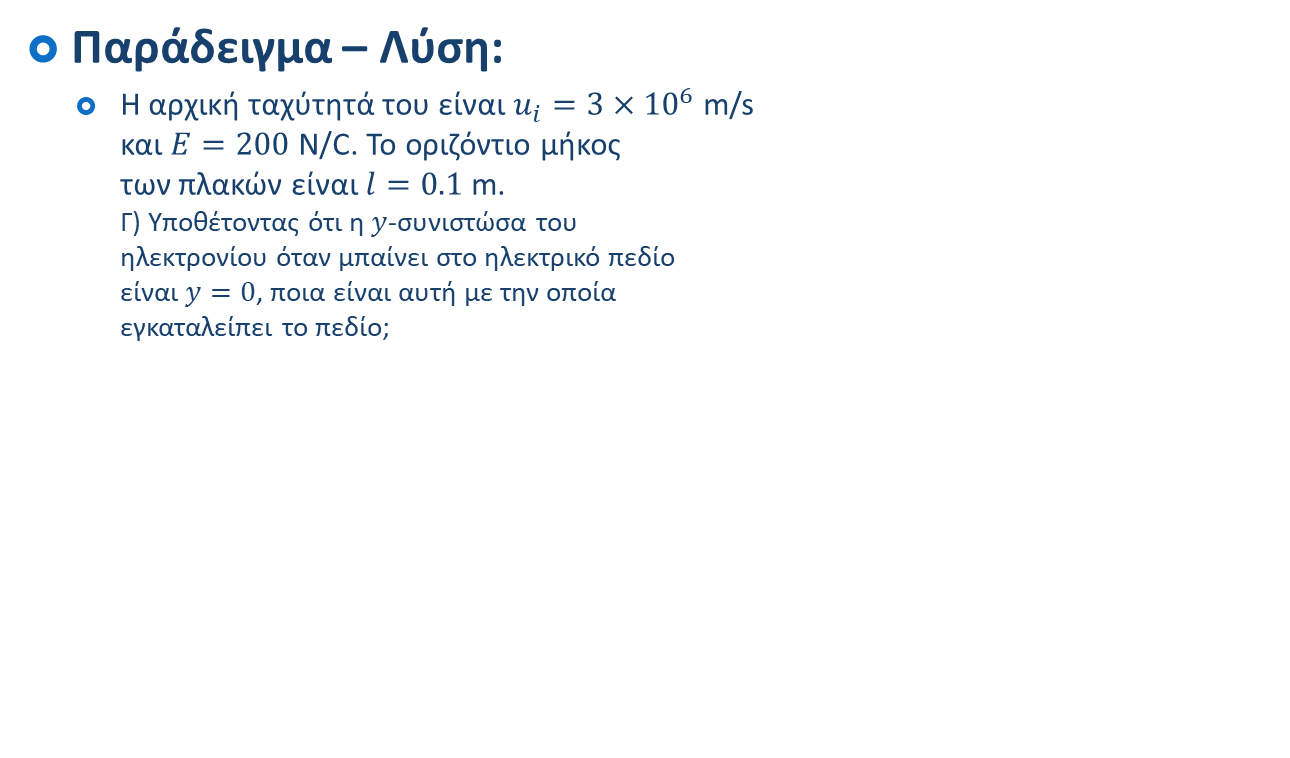 Παράδειγμα – Λύση:
Η αρχική ταχύτητά του είναι $u_i = 3 \times 10^6$ m/s
και $E = 200$ N/C. Το οριζόντιο μήκος
των πλακών είναι $l = 0.1$ m.
Γ) Υποθέτοντας ότι η $y$-συνιστώσα του
ηλεκτρονίου όταν μπαίνει στο ηλεκτρικό πεδίο
είναι $y = 0$, ποια είναι αυτή με την οποία
εγκαταλείπει το πεδίο;